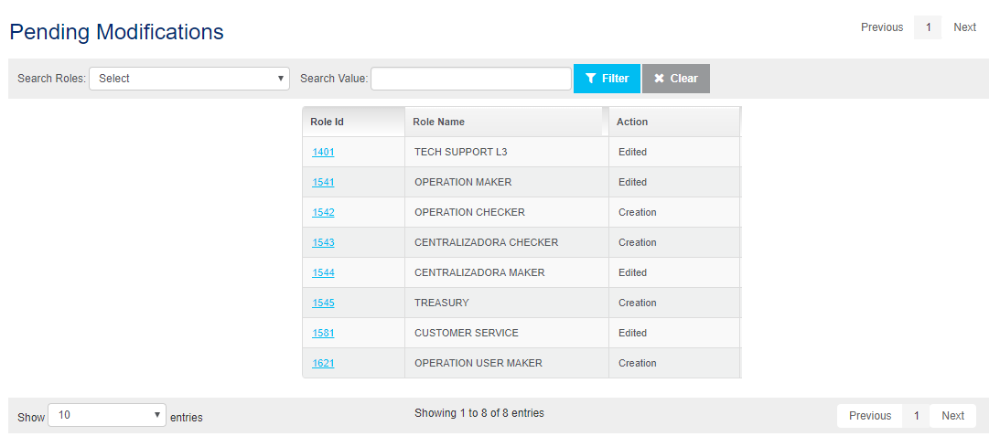 Pending Modifications
Previous 1 Next
Search Roles: Select Search Value: Filter Clear
Role Id Role Name Action
1401 TECH SUPPORT L3 Edited
1541 OPERATION MAKER Edited
1542 OPERATION CHECKER Creation
1543 CENTRALIZADORA CHECKER Creation
1544 CENTRALIZADORA MAKER Edited
1545 TREASURY Creation
1581 CUSTOMER SERVICE Edited
1621 OPERATION USER MAKER Creation
Show 10 entries Showing 1 to 8 of 8 entries Previous 1 Next